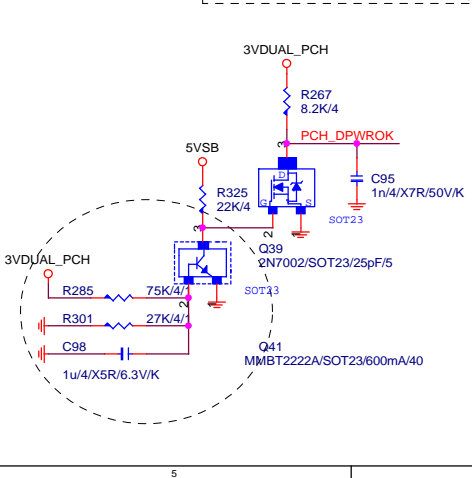 3VDUAL_PCH
R267
8.2K/4
3
PCH_DPWROK
5VSB
D
C95
1n/4/X7R/50V/K
R325
22K/4
G
S
SOT23
2
1
3
Q39
2N7002/SOT23/25pF/5
3VDUAL_PCH
SOT23
R285
75K/4/1
2
1
R301
27K/4/1
C98
Q41
MMBT2222A/SOT23/600mA/40
1u/4/X5R/6.3V/K
5